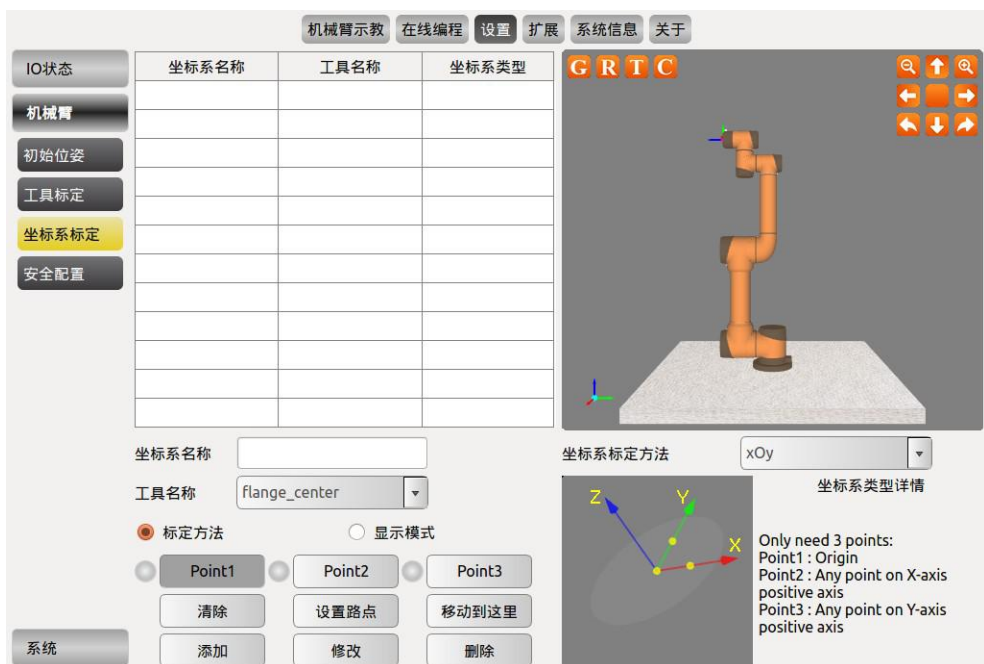 机械臂示教 在线编程 设置 扩展 系统信息 关于
IO状态
机械臂
初始位姿
工具标定
坐标系标定
安全配置
系统
坐标系名称 工具名称 坐标系类型
G R T C
坐标系名称
工具名称 flange_center
标定方法 显示模式
Point1 Point2 Point3
清除 设置路点 移动到这里
添加 修改 删除
坐标系标定方法 xOy
Z Y X
坐标系类型详情
Only need 3 points:
Point1 : Origin
Point2 : Any point on X-axis
positive axis
Point3 : Any point on Y-axis
positive axis